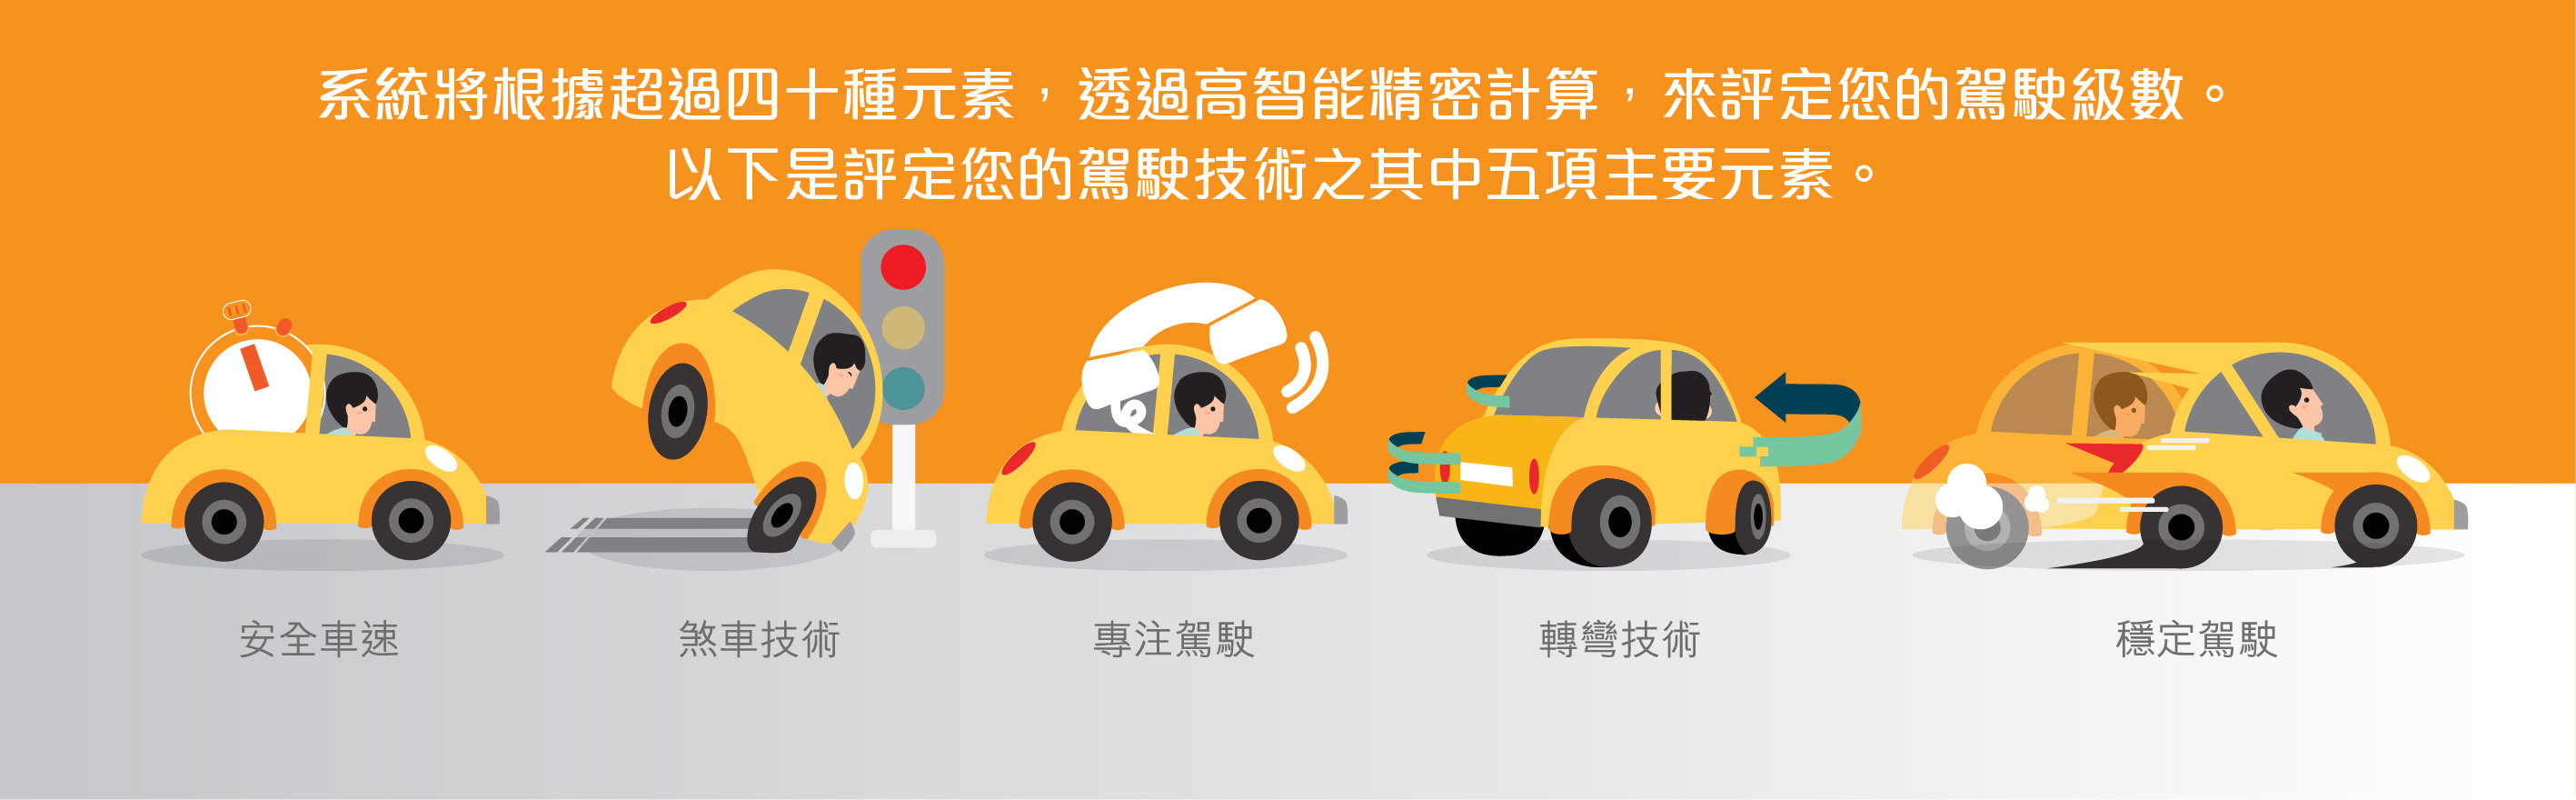 系統將根據超過四十種元素，透過高智能精密計算，來評定您的駕駛級數。
以下是評定您的駕駛技術之其中五項主要元素。
安全車速
煞車技術
專注駕駛
轉彎技術
穩定駕駛